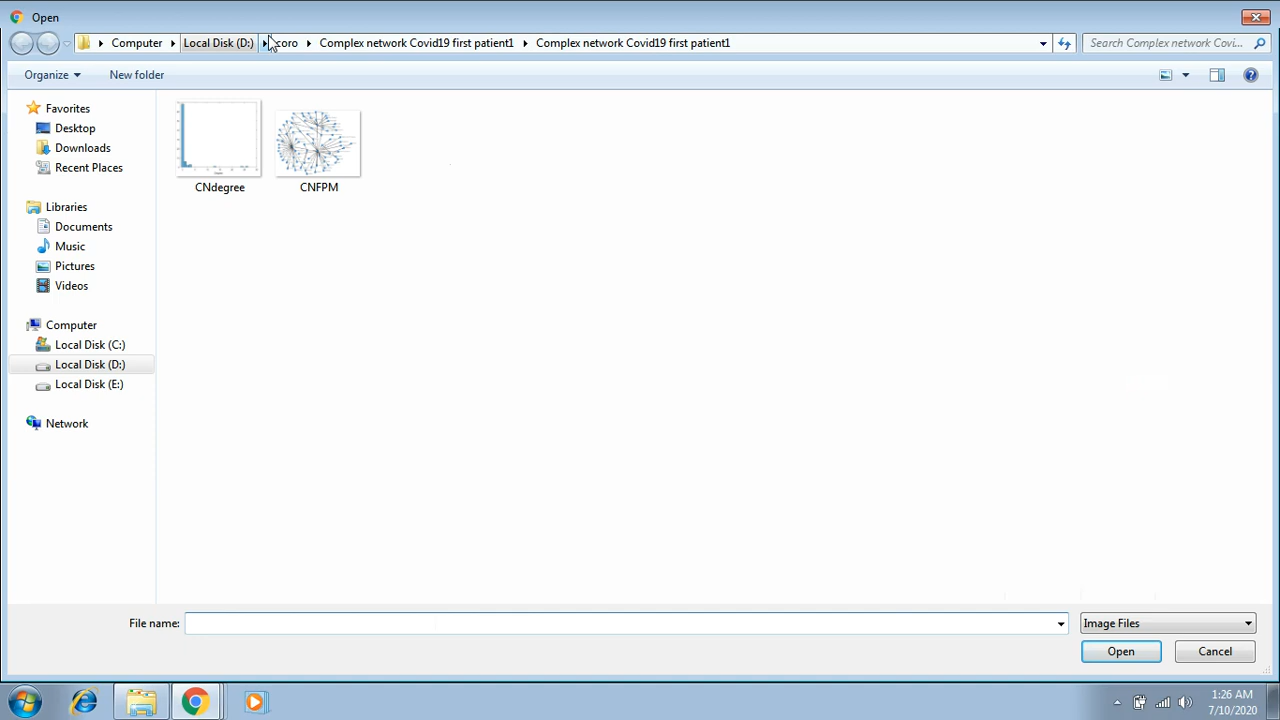 Open
Computer Local Disk (D:) coro Complex network Covid19 first patient1 Complex network Covid19 first patient1 Search Complex network Covi...
Organize New folder
Favorites
Desktop
Downloads
Recent Places
Libraries
Documents
Music
Pictures
Videos
Computer
Local Disk (C:)
Local Disk (D:)
Local Disk (E:)
Network
CNdegree CNFPM
File name: Image Files
Open Cancel
1:26 AM
7/10/2020